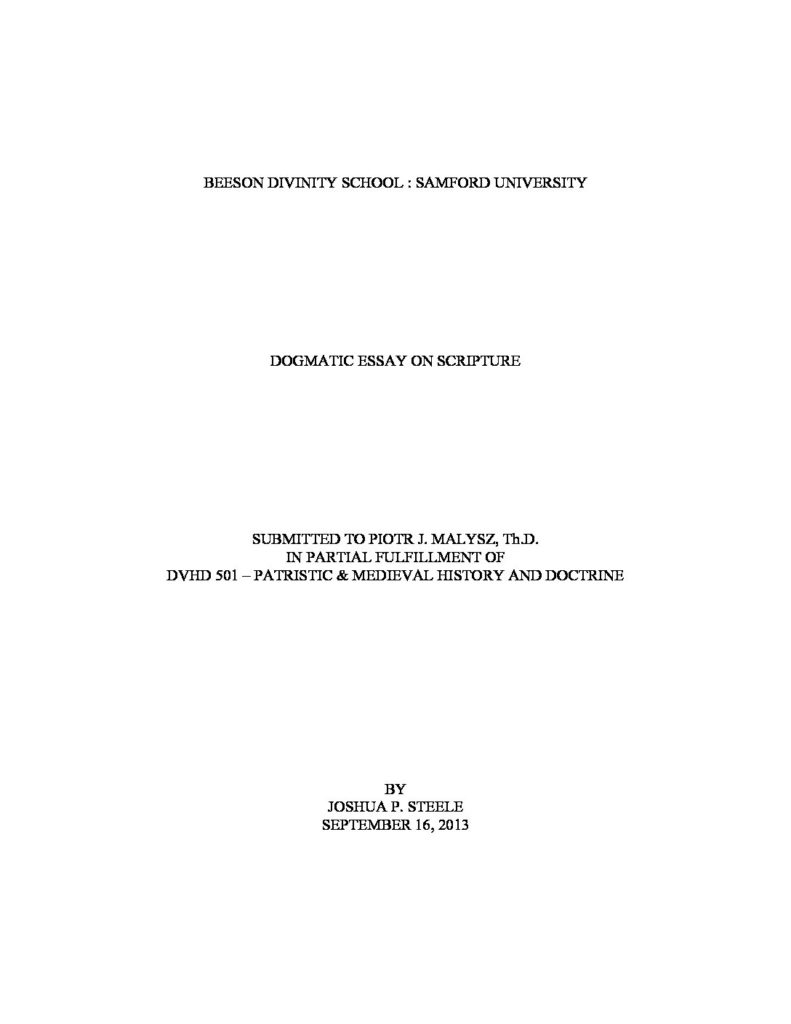 BEESON DIVINITY SCHOOL : SAMFORD UNIVERSITY
DOGMATIC ESSAY ON SCRIPTURE
SUBMITTED TO PIOTR J. MALYSZ, Th.D.
IN PARTIAL FULFILLMENT OF
DVHD 501 – PATRISTIC & MEDIEVAL HISTORY AND DOCTRINE
BY
JOSHUA P. STEELE
SEPTEMBER 16, 2013